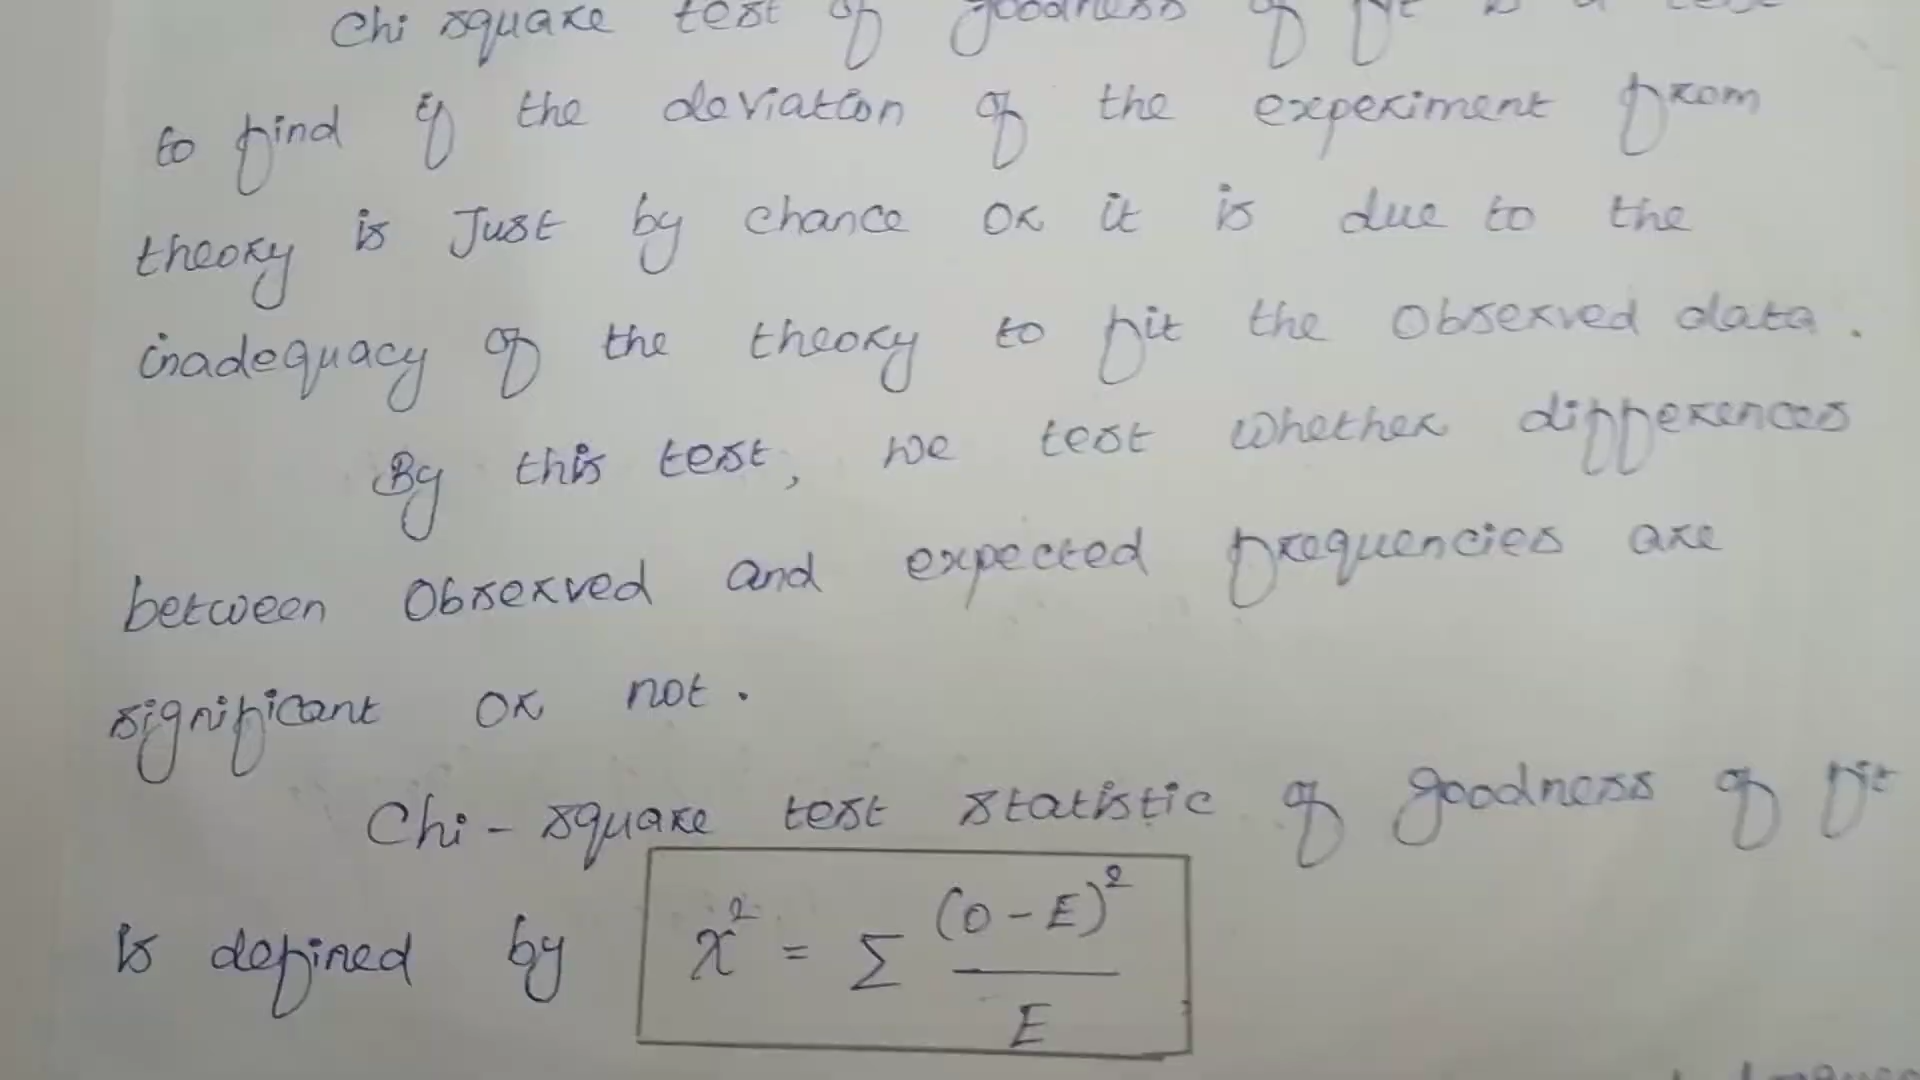 Chi square test of goodness of fit is a test
to find if the deviation of the experiment from
theory is Just by chance or it is due to the
inadequacy of the theory to fit the Observed data.
By this test, we test whether differences
between Observed and expected frequencies are
significant or not.
Chi-square test statistic of goodness of fit
is defined by χ² = Σ (O-E)² / E